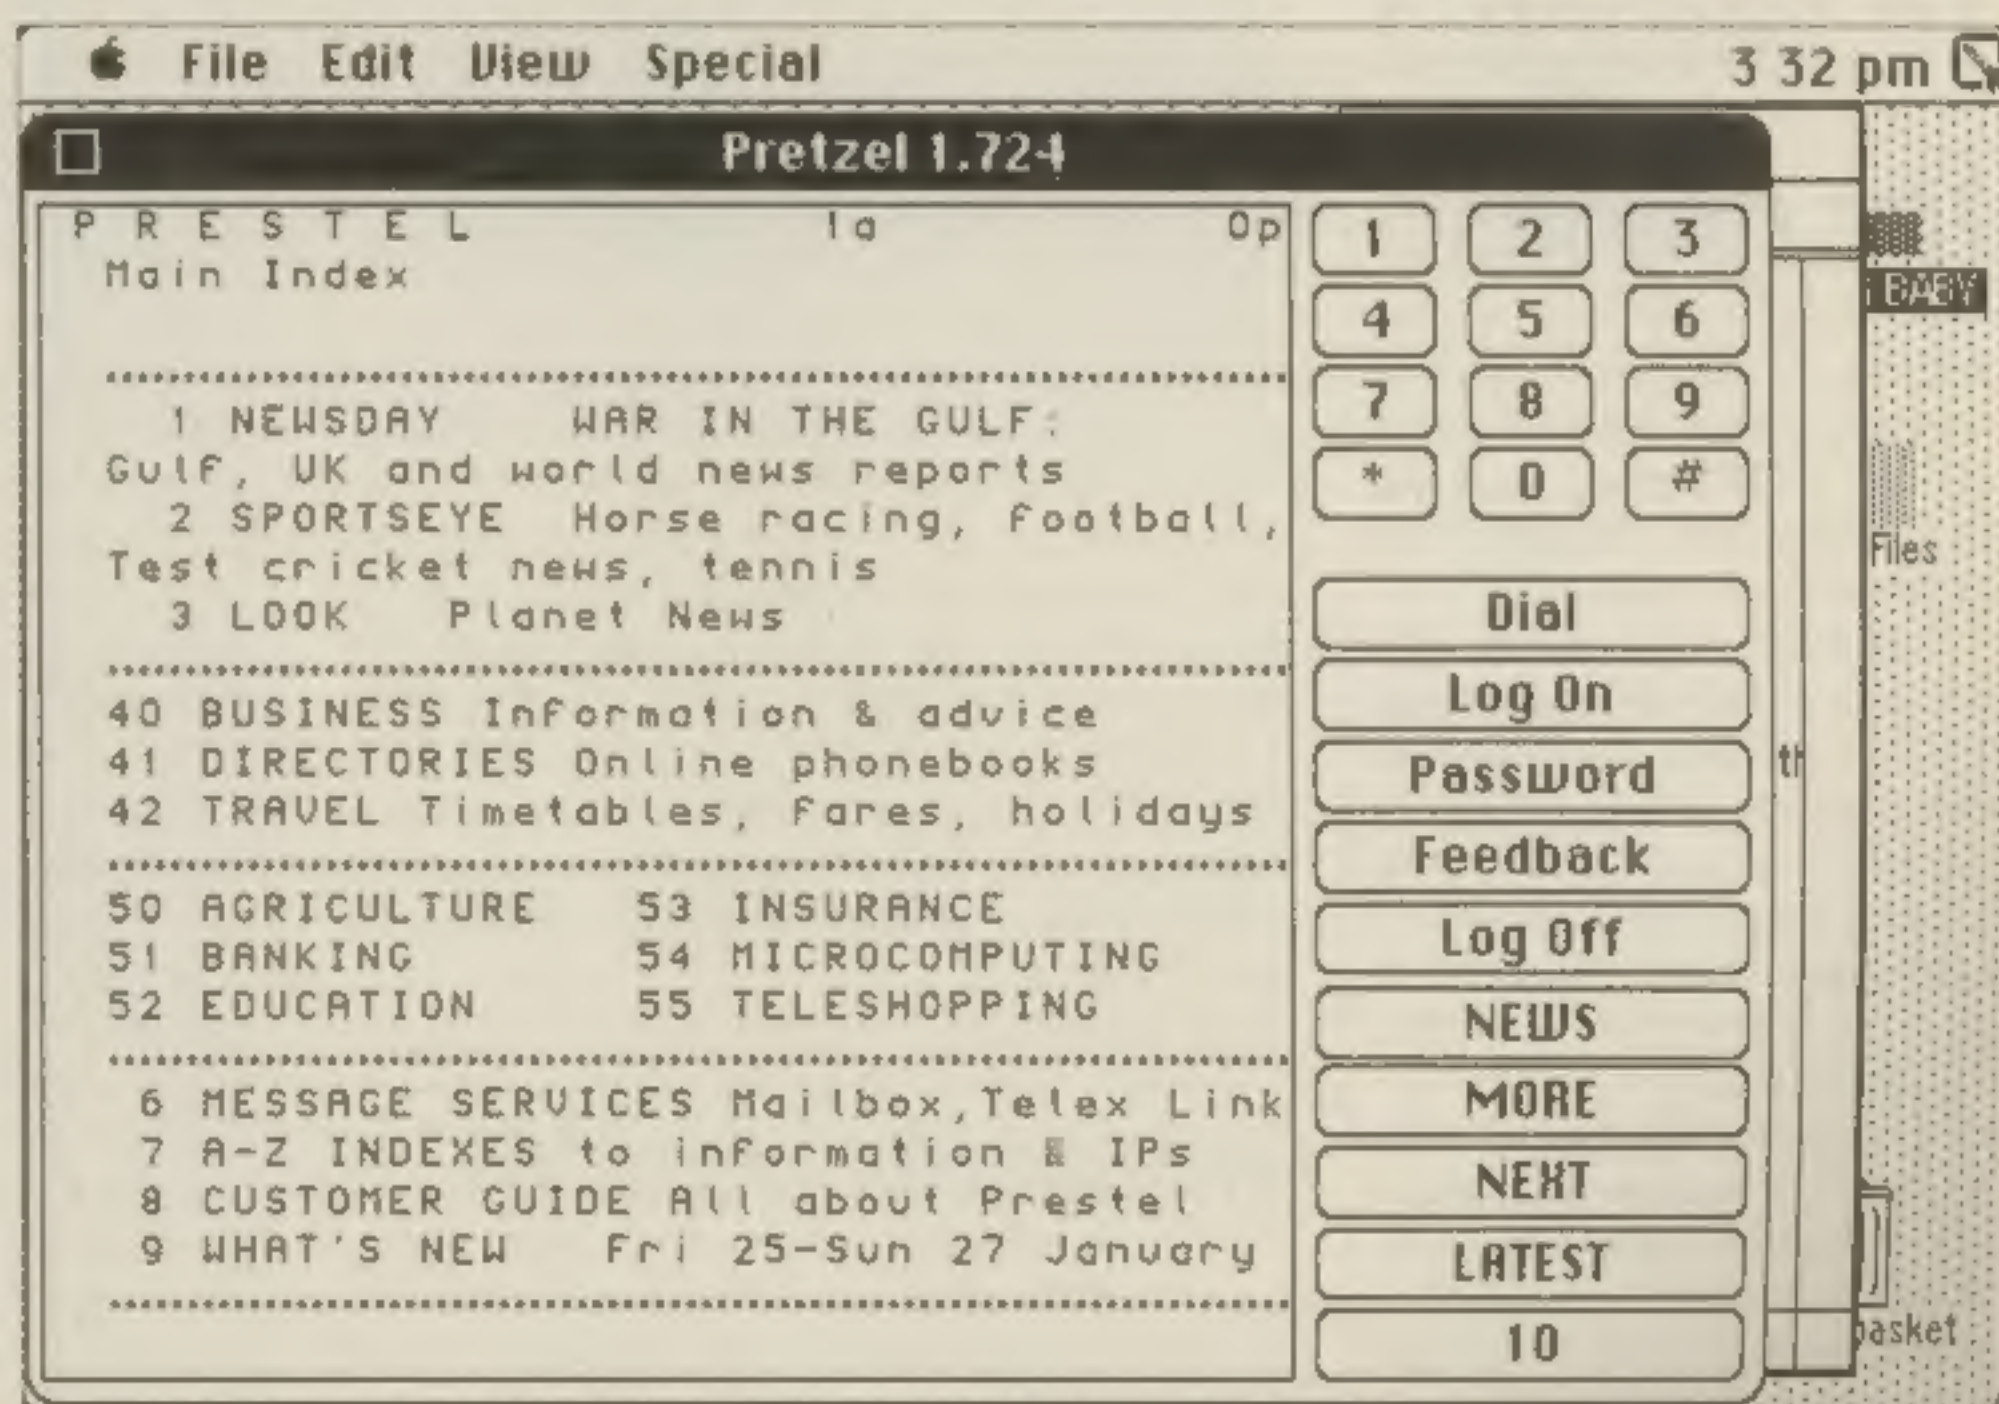 File Edit View Special 3 32 pm
Pretzel 1.724
P R E S T E L 1a 0p
Main Index
1 NEWSDAY WAR IN THE GULF:
Gulf, UK and world news reports
2 SPORTSEYE Horse racing, football,
Test cricket news, tennis
3 LOOK Planet News
40 BUSINESS Information & advice
41 DIRECTORIES Online phonebooks
42 TRAVEL Timetables, fares, holidays
50 AGRICULTURE 53 INSURANCE
51 BANKING 54 MICROCOMPUTING
52 EDUCATION 55 TELESHOPPING
6 MESSAGE SERVICES Mailbox,Telex Link
7 A-Z INDEXES to information & IPs
8 CUSTOMER GUIDE All about Prestel
9 WHAT'S NEW Fri 25-Sun 27 January
1 2 3
4 5 6
7 8 9
* 0 #
Dial
Log On
Password
Feedback
Log Off
NEWS
MORE
NEXT
LATEST
10
BABY
Files
th
basket